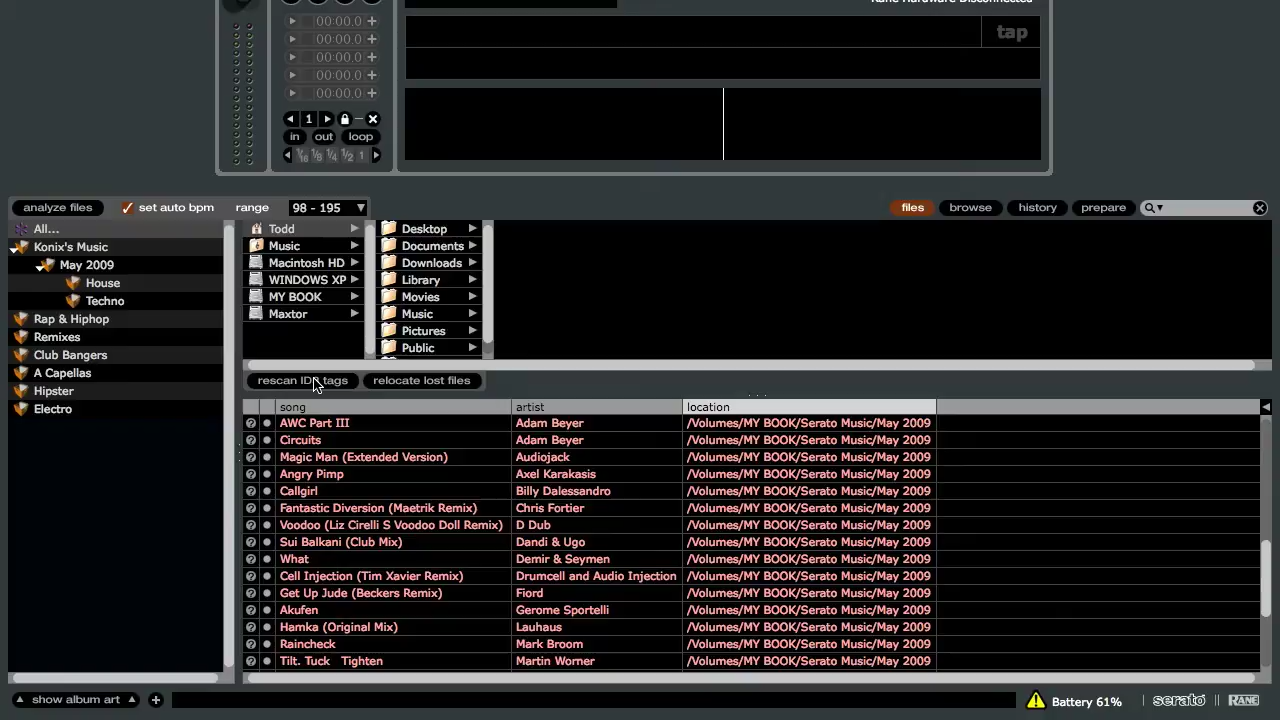 Rane Hardware Disconnected
00:00.0
tap
00:00.0
00:00.0
00:00.0
00:00.0
1
in out loop
1/16 1/8 1/4 1/2 1
analyze files set auto bpm range 98 - 195 files browse history prepare
All...
Konix's Music
May 2009
House
Techno
Rap & Hiphop
Remixes
Club Bangers
A Capellas
Hipster
Electro
Todd
Music
Macintosh HD
WINDOWS XP
MY BOOK
Maxtor
Desktop
Documents
Downloads
Library
Movies
Music
Pictures
Public
rescan ID3 tags relocate lost files
song artist location
AWC Part III Adam Beyer /Volumes/MY BOOK/Serato Music/May 2009
Circuits Adam Beyer /Volumes/MY BOOK/Serato Music/May 2009
Magic Man (Extended Version) Audiojack /Volumes/MY BOOK/Serato Music/May 2009
Angry Pimp Axel Karakasis /Volumes/MY BOOK/Serato Music/May 2009
Callgirl Billy Dalessandro /Volumes/MY BOOK/Serato Music/May 2009
Fantastic Diversion (Maetrik Remix) Chris Fortier /Volumes/MY BOOK/Serato Music/May 2009
Voodoo (Liz Cirelli S Voodoo Doll Remix) D Dub /Volumes/MY BOOK/Serato Music/May 2009
Sui Balkani (Club Mix) Dandi & Ugo /Volumes/MY BOOK/Serato Music/May 2009
What Demir & Seymen /Volumes/MY BOOK/Serato Music/May 2009
Cell Injection (Tim Xavier Remix) Drumcell and Audio Injection /Volumes/MY BOOK/Serato Music/May 2009
Get Up Jude (Beckers Remix) Fiord /Volumes/MY BOOK/Serato Music/May 2009
Akufen Gerome Sportelli /Volumes/MY BOOK/Serato Music/May 2009
Hamka (Original Mix) Lauhaus /Volumes/MY BOOK/Serato Music/May 2009
Raincheck Mark Broom /Volumes/MY BOOK/Serato Music/May 2009
Tilt. Tuck Tighten Martin Worner /Volumes/MY BOOK/Serato Music/May 2009
show album art + Battery 61% serato RANE